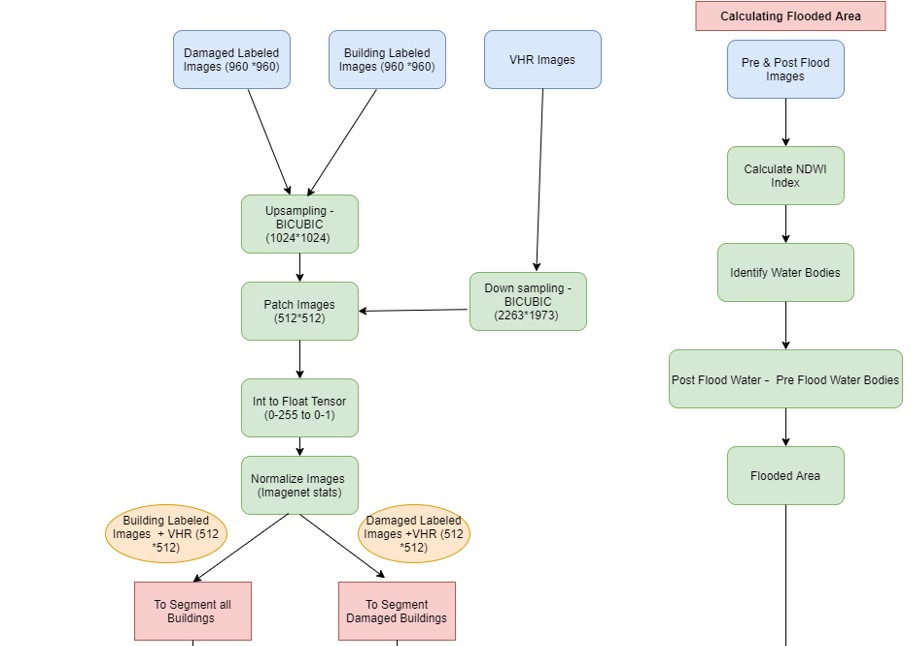 Calculating Flooded Area
Damaged Labeled
Images (960 *960)
Building Labeled
Images (960 *960)
VHR Images
Pre & Post Flood
Images
Calculate NDWI
Index
Upsampling -
BICUBIC
(1024*1024)
Identify Water Bodies
Patch Images
(512*512)
Down sampling -
BICUBIC
(2263*1973)
Post Flood Water -  Pre Flood Water Bodies
Int to Float Tensor
(0-255 to 0-1)
Normalize Images
(Imagenet stats)
Flooded Area
Building Labeled
Images  + VHR (512
*512)
Damaged Labeled
Images +VHR (512
*512)
To Segment all
Buildings
To Segment
Damaged Buildings